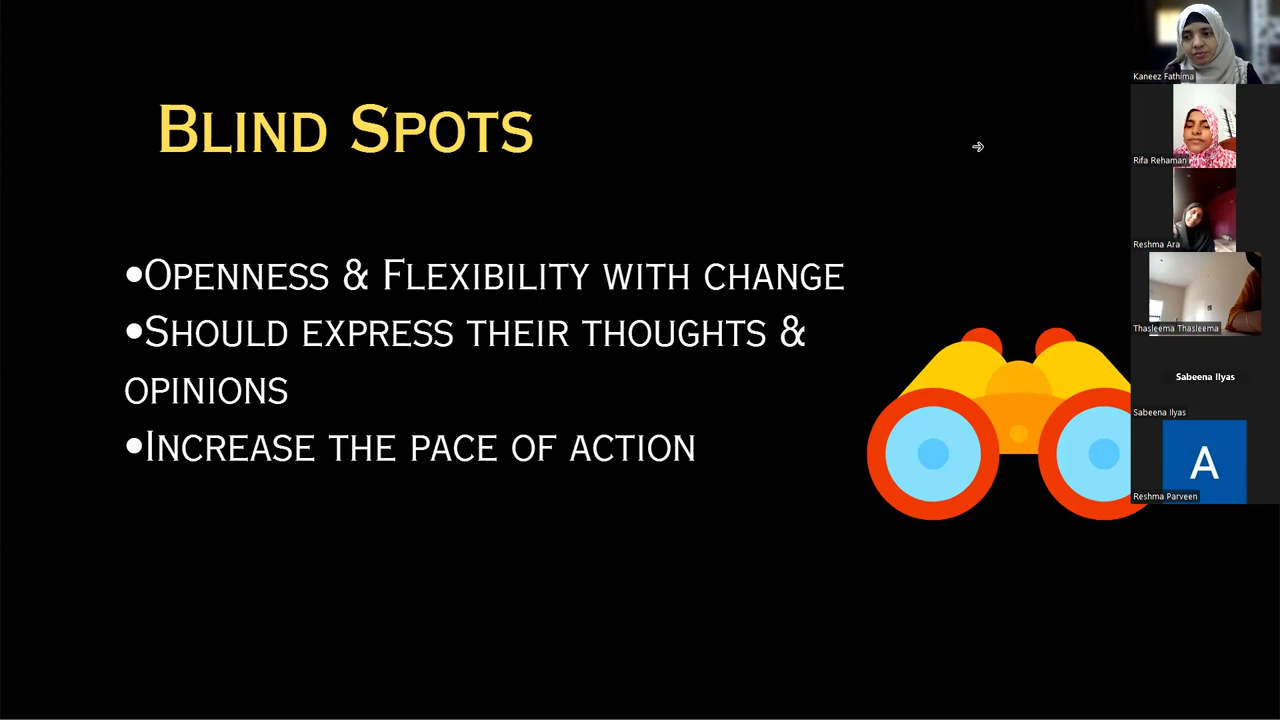 Blind Spots
•Openness & Flexibility with change
•Should express their thoughts &
opinions
•Increase the pace of action
Kaneez Fathima
Rifa Rehaman
Reshma Ara
Thasleema Thasleema
Sabeena Ilyas
Sabeena Ilyas
A
Reshma Parveen